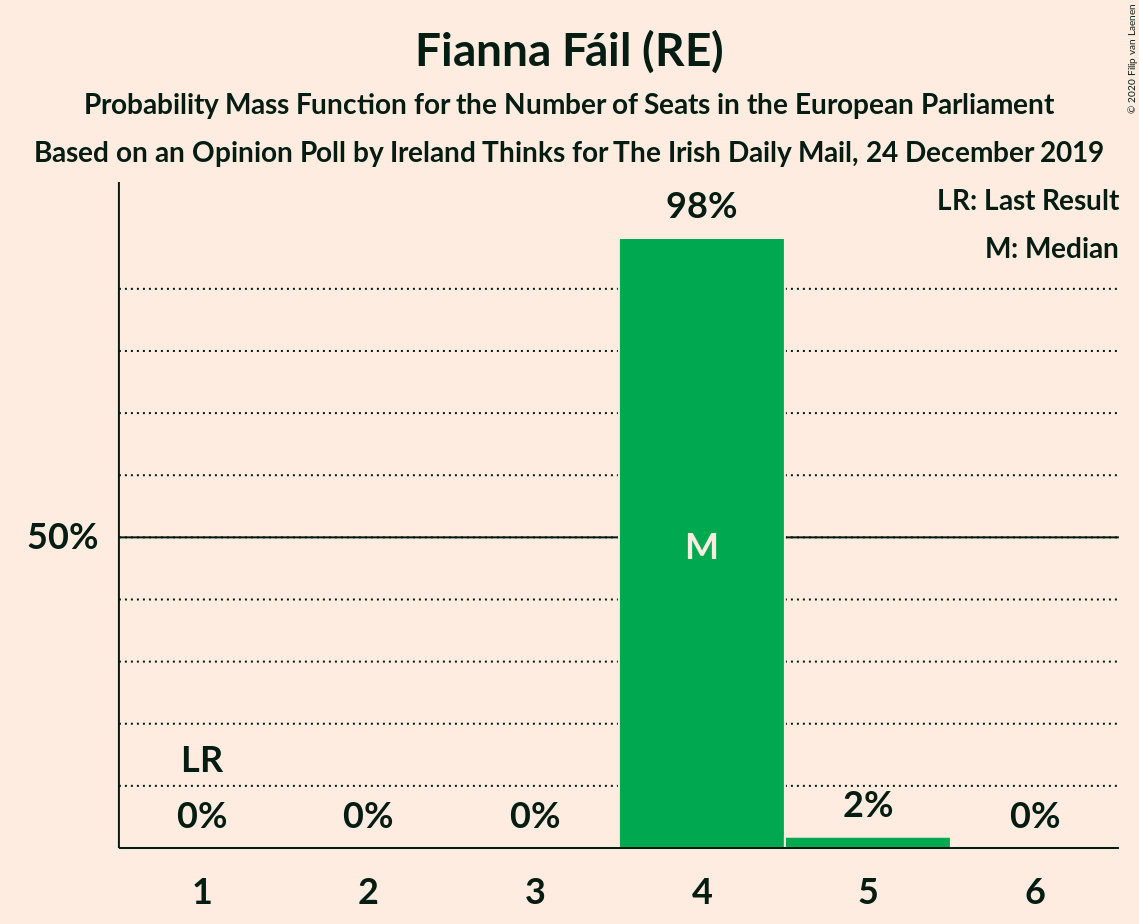 Fianna Fáil (RE)
Probability Mass Function for the Number of Seats in the European Parliament
Based on an Opinion Poll by Ireland Thinks for The Irish Daily Mail, 24 December 2019
© 2020 Filip van Laenen
LR: Last Result
M: Median
98%
50%
M
LR
0%
0%
0%
2%
0%
1
2
3
4
5
6